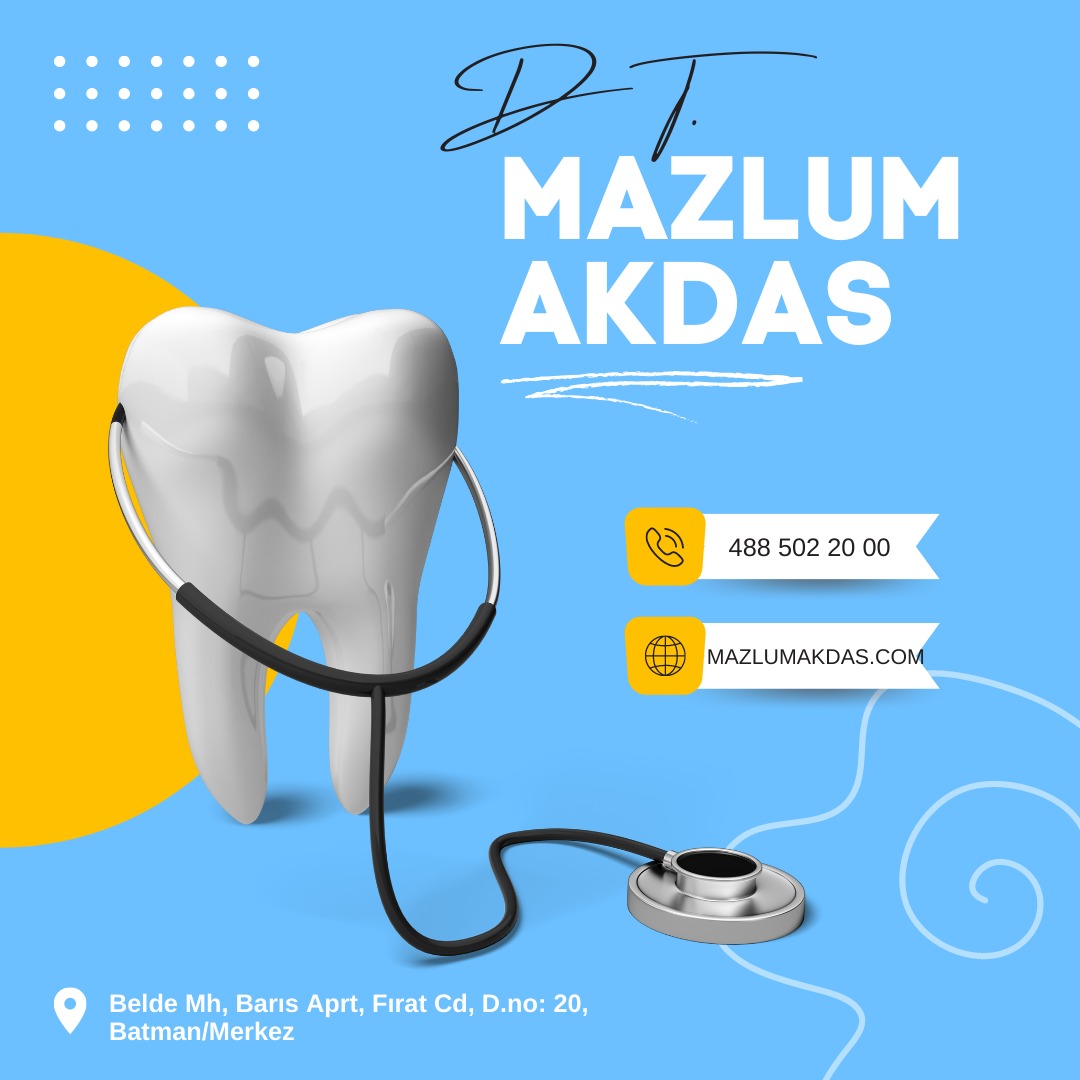 DT.
MAZLUM
AKDAS
488 502 20 00
MAZLUMAKDAS.COM
Belde Mh, Barıs Aprt, Fırat Cd, D.no: 20,
Batman/Merkez